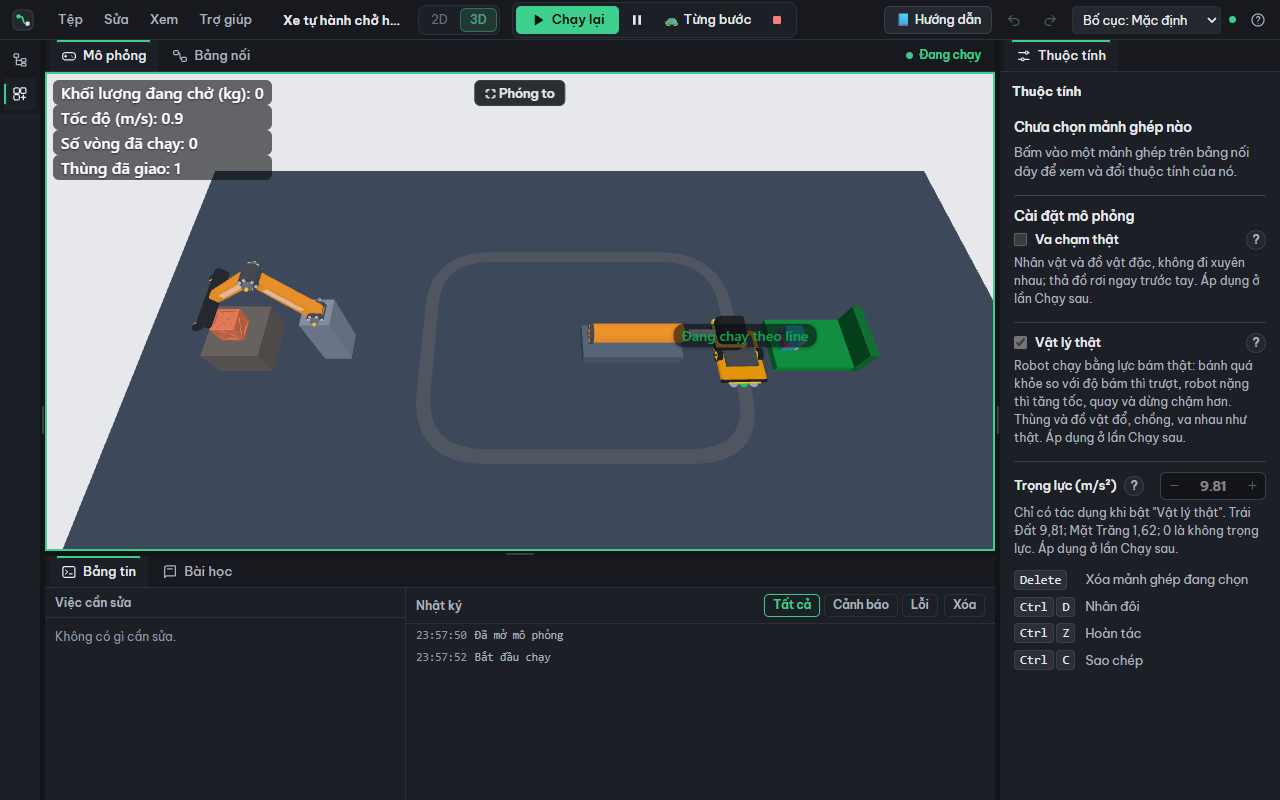 Tệp
Sửa
Xem
Trợ giúp
Xe tự hành chở h...
2D
3D
Chạy lại
Từng bước
Hướng dẫn
Bố cục: Mặc định
Mô phỏng
Bảng nối
Đang chạy
Thuộc tính
Khối lượng đang chở (kg): 0
Tốc độ (m/s): 0.9
Số vòng đã chạy: 0
Thùng đã giao: 1
Phóng to
Đang chạy theo line
Thuộc tính
Chưa chọn mảnh ghép nào
Bấm vào một mảnh ghép trên bảng nối
dây để xem và đổi thuộc tính của nó.
Cài đặt mô phỏng
Va chạm thật
?
Nhân vật và đồ vật đặc, không đi xuyên
nhau; thả đồ rơi ngay trước tay. Áp dụng ở
lần Chạy sau.
Vật lý thật
?
Robot chạy bằng lực bám thật: bánh quá
khỏe so với độ bám thì trượt, robot nặng
thì tăng tốc, quay và dừng chậm hơn.
Thùng và đồ vật đổ, chồng, va nhau như
thật. Áp dụng ở lần Chạy sau.
Trọng lực (m/s²)
?
− 9.81 +
Chỉ có tác dụng khi bật "Vật lý thật". Trái
Đất 9,81; Mặt Trăng 1,62; 0 là không trọng
lực. Áp dụng ở lần Chạy sau.
Delete Xóa mảnh ghép đang chọn
Ctrl D Nhân đôi
Ctrl Z Hoàn tác
Ctrl C Sao chép
Bảng tin
Bài học
Việc cần sửa
Không có gì cần sửa.
Nhật ký
Tất cả
Cảnh báo
Lỗi
Xóa
23:57:50 Đã mở mô phỏng
23:57:52 Bắt đầu chạy